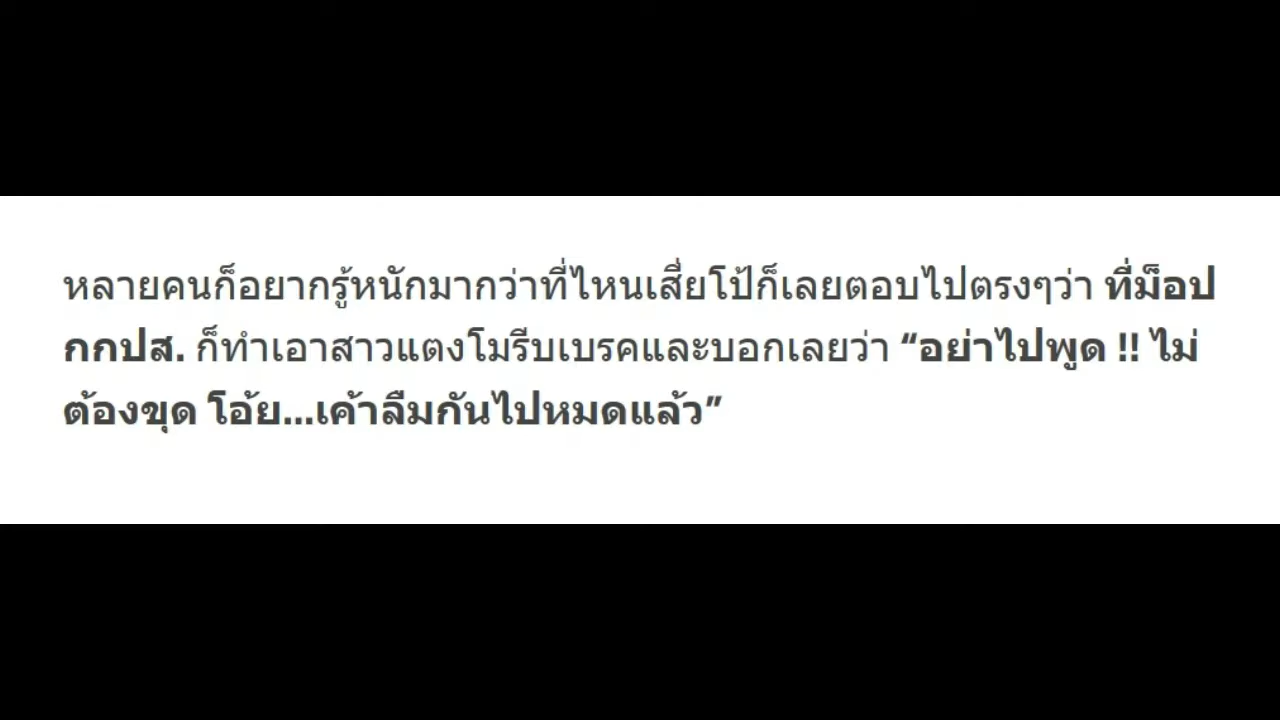 หลายคนก็อยากรู้หนักมากว่าที่ไหนเสี่ยโป้ก็เลยตอบไปตรงๆว่า ที่ม็อป
กกปส. ก็ทำเอาสาวแตงโมรีบเบรคและบอกเลยว่า “อย่าไปพูด !! ไม่
ต้องขุด โอ้ย...เค้าลืมกันไปหมดแล้ว”